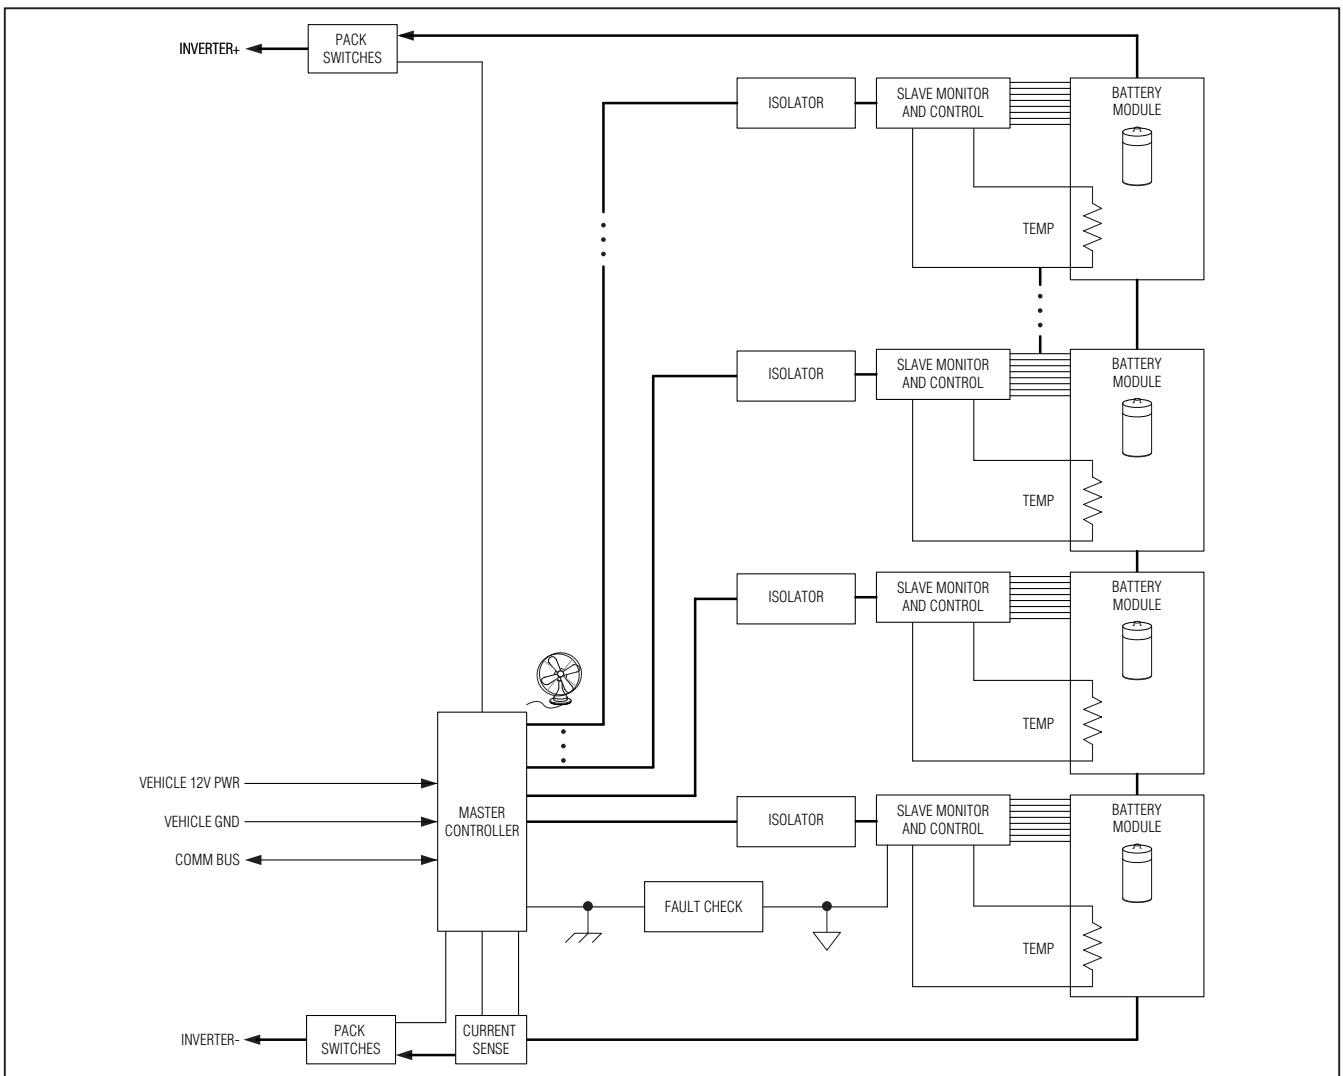 INVERTER+
PACK
SWITCHES
ISOLATOR
SLAVE MONITOR
AND CONTROL
BATTERY
MODULE
TEMP
ISOLATOR
SLAVE MONITOR
AND CONTROL
BATTERY
MODULE
TEMP
ISOLATOR
SLAVE MONITOR
AND CONTROL
BATTERY
MODULE
TEMP
VEHICLE 12V PWR
VEHICLE GND
COMM BUS
MASTER
CONTROLLER
ISOLATOR
SLAVE MONITOR
AND CONTROL
BATTERY
MODULE
FAULT CHECK
TEMP
INVERTER-
PACK
SWITCHES
CURRENT
SENSE